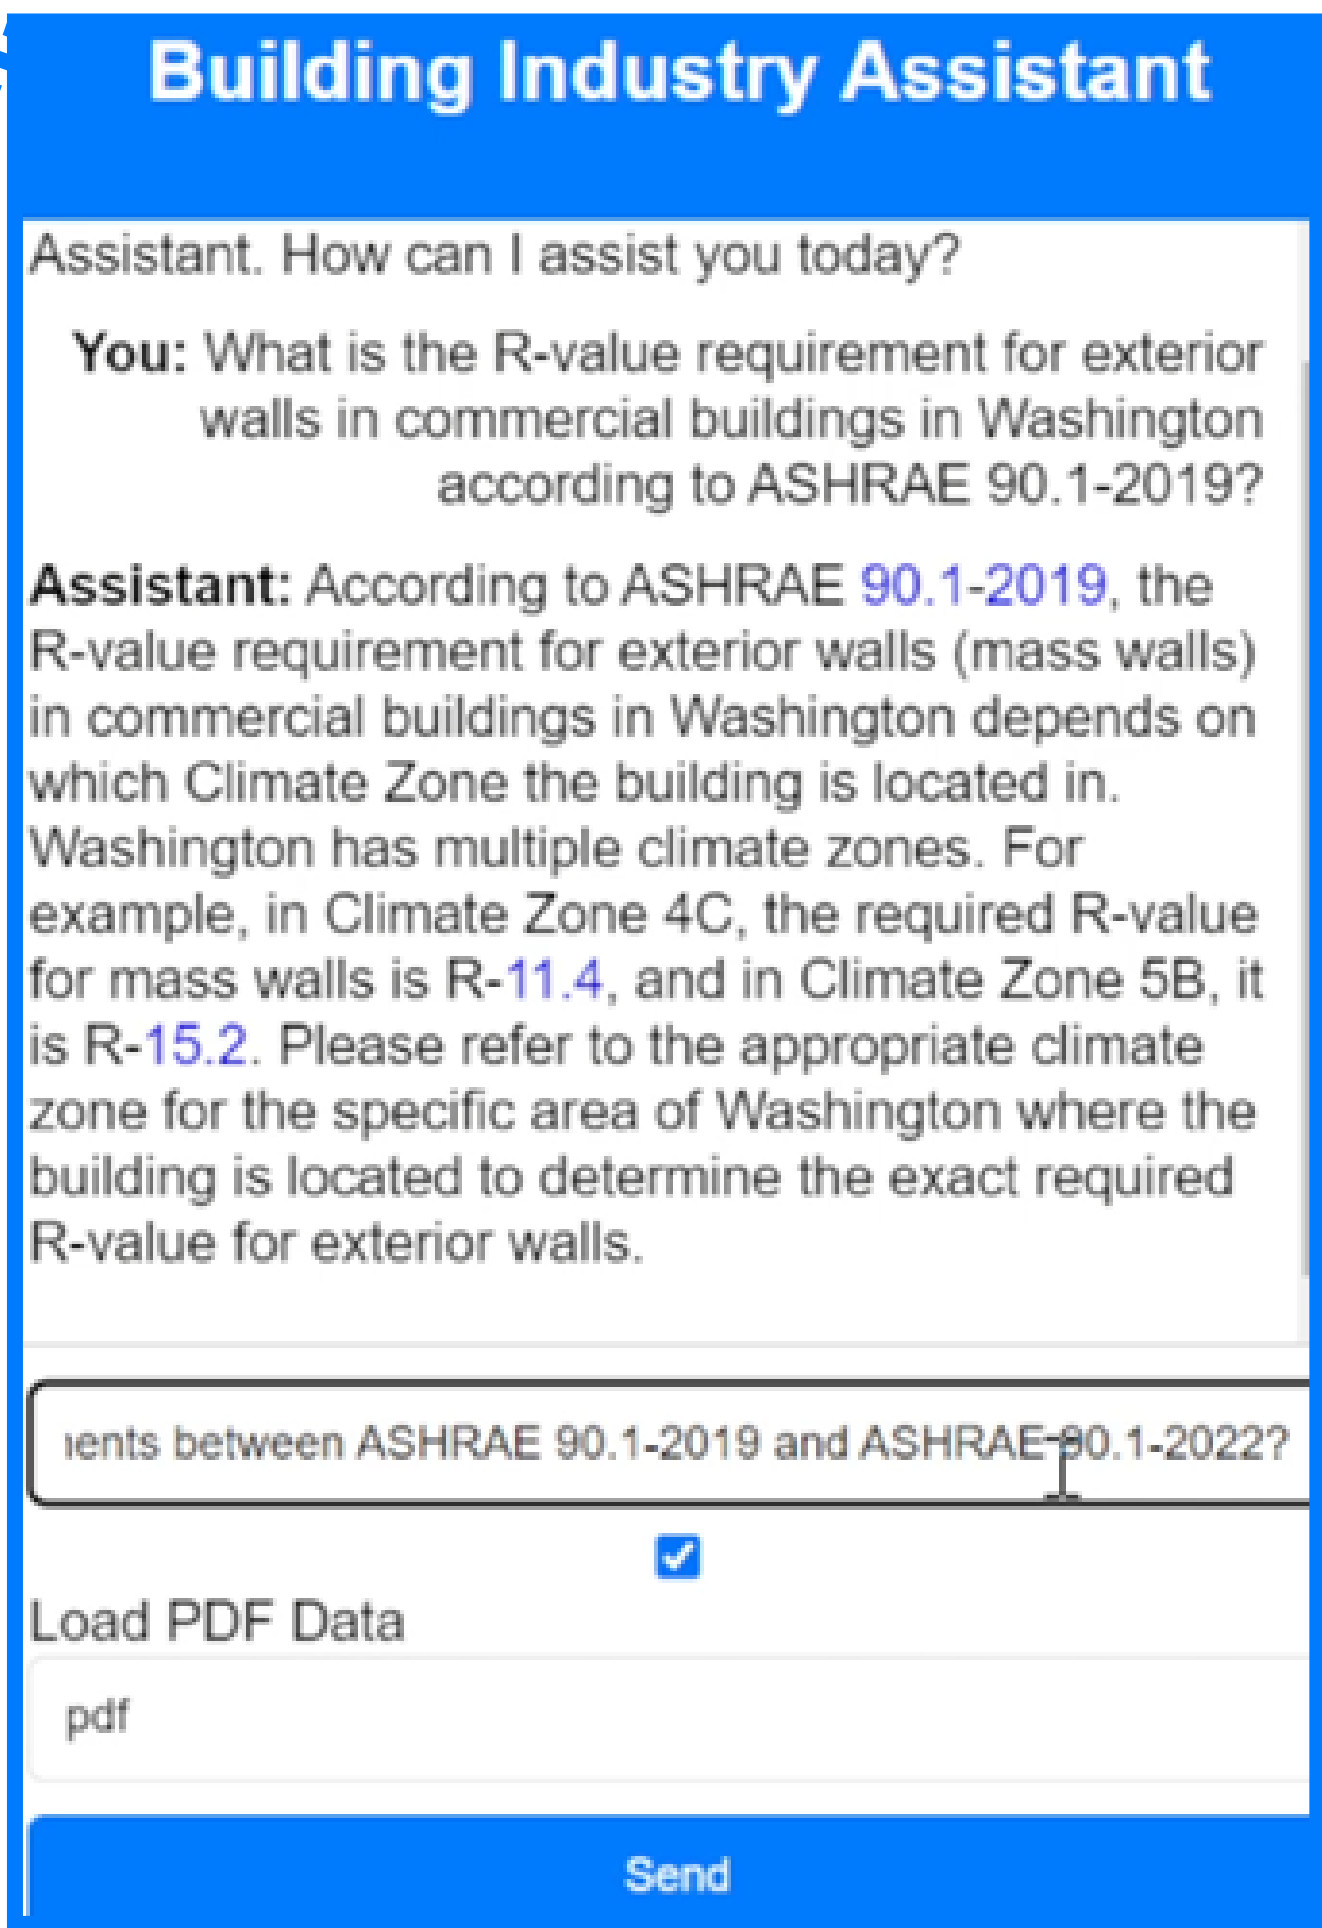 Building Industry Assistant
Assistant. How can I assist you today?
You: What is the R-value requirement for exterior
walls in commercial buildings in Washington
according to ASHRAE 90.1-2019?
Assistant: According to ASHRAE 90.1-2019, the
R-value requirement for exterior walls (mass walls)
in commercial buildings in Washington depends on
which Climate Zone the building is located in.
Washington has multiple climate zones. For
example, in Climate Zone 4C, the required R-value
for mass walls is R-11.4, and in Climate Zone 5B, it
is R-15.2. Please refer to the appropriate climate
zone for the specific area of Washington where the
building is located to determine the exact required
R-value for exterior walls.
between ASHRAE 90.1-2019 and ASHRAE 90.1-2022?
Load PDF Data
pdf
Send